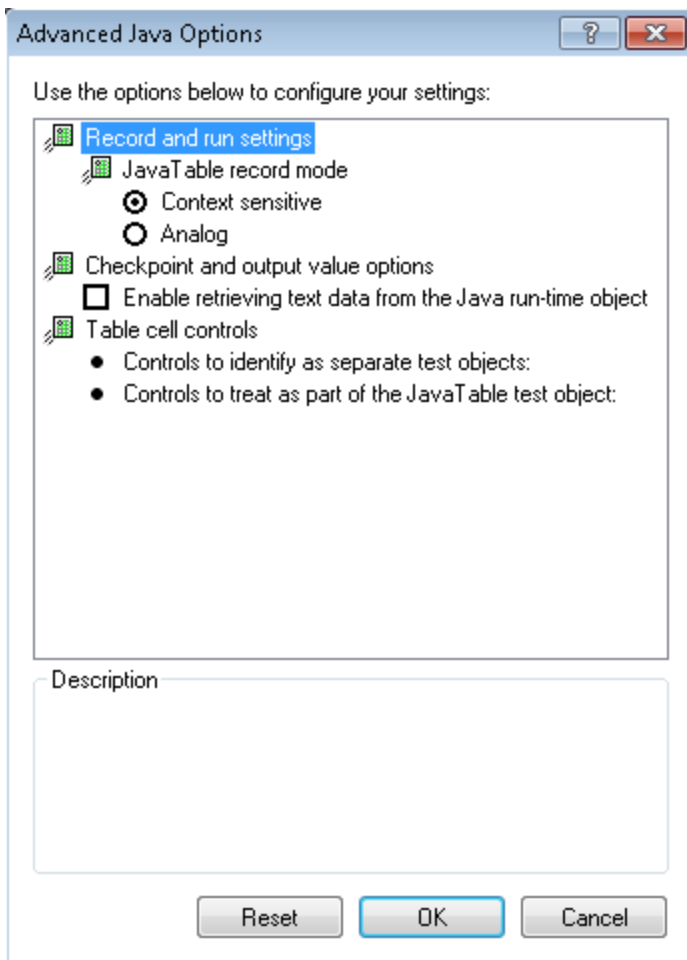 Advanced Java Options
Use the options below to configure your settings:
Record and run settings
JavaTable record mode
Context sensitive
Analog
Checkpoint and output value options
Enable retrieving text data from the Java run-time object
Table cell controls
Controls to identify as separate test objects:
Controls to treat as part of the JavaTable test object:
Description
Reset OK Cancel